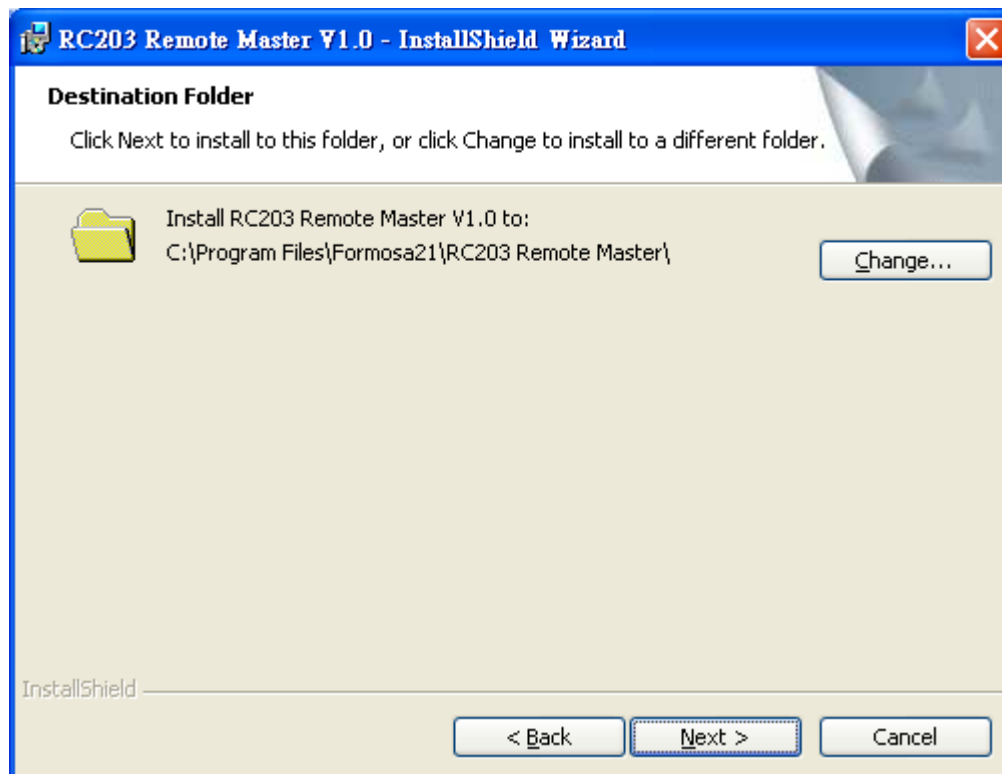 RC203 Remote Master V1.0 - InstallShield Wizard
Destination Folder
Click Next to install to this folder, or click Change to install to a different folder.
Install RC203 Remote Master V1.0 to:
C:\Program Files\Formosa21\RC203 Remote Master\
Change...
InstallShield
< Back
Next >
Cancel